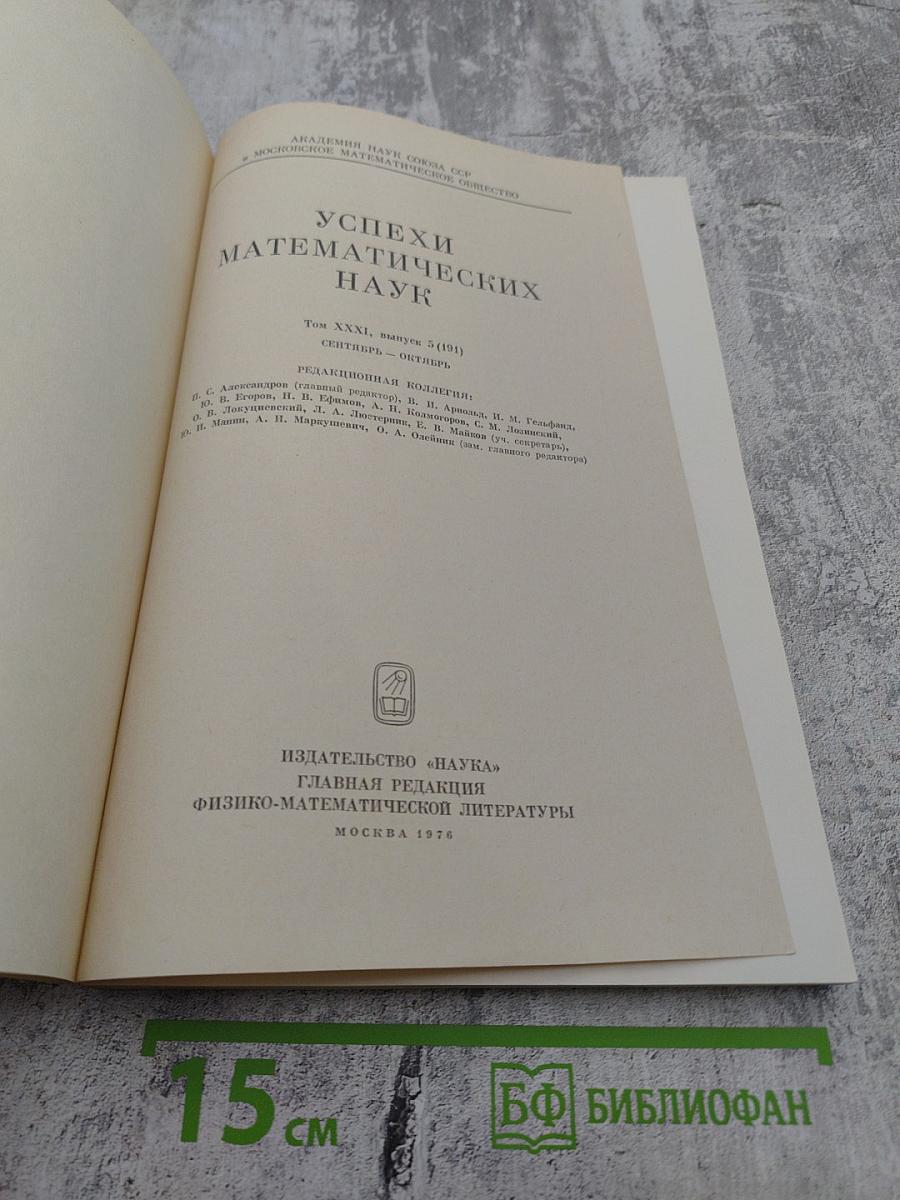 АКАДЕМИЯ НАУК СОЮЗА ССР
и МОСКОВСКОЕ МАТЕМАТИЧЕСКОЕ ОБЩЕСТВО
УСПЕХИ
МАТЕМАТИЧЕСКИХ
НАУК
Том XXXI, выпуск 5 (191)
СЕНТЯБРЬ — ОКТЯБРЬ
РЕДАКЦИОННАЯ КОЛЛЕГИЯ:
П. С. Александров (главный редактор), В. И. Арнольд, И. М. Гельфанд,
Ю. В. Егоров, Н. В. Ефимов, А. Н. Колмогоров, С. М. Лозинский,
О. В. Локуциевский, Л. А. Люстерник, Е. В. Майков (уч. секретарь),
Ю. И. Манин, А. И. Маркушевич, О. А. Олейник (зам. главного редактора)
ИЗДАТЕЛЬСТВО «НАУКА»
ГЛАВНАЯ РЕДАКЦИЯ
ФИЗИКО-МАТЕМАТИЧЕСКОЙ ЛИТЕРАТУРЫ
МОСКВА 1976
15 см
БФ БИБЛИОФАН